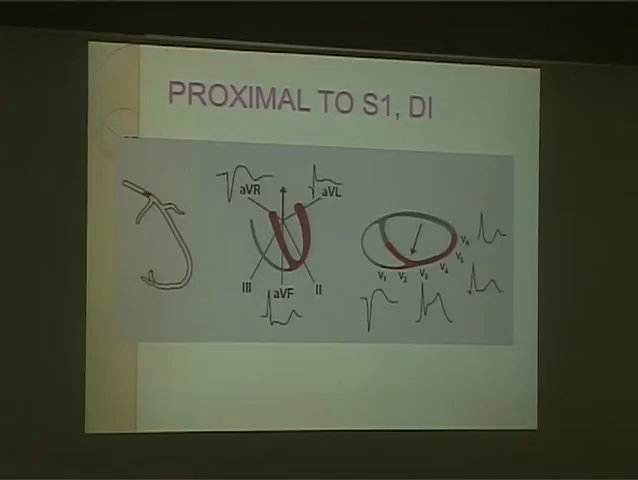 PROXIMAL TO S1, DI
aVR
aVL
III
aVF
II
V1
V2
V3
V4
V5
V6